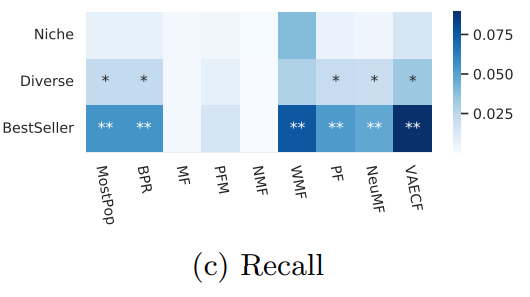 Niche
Diverse
BestSeller
* * * * *
** ** ** ** ** **
MostPop
BPR
MF
PFM
NMF
WMF
PF
NeuMF
VAECF
0.075
0.050
0.025
(c) Recall